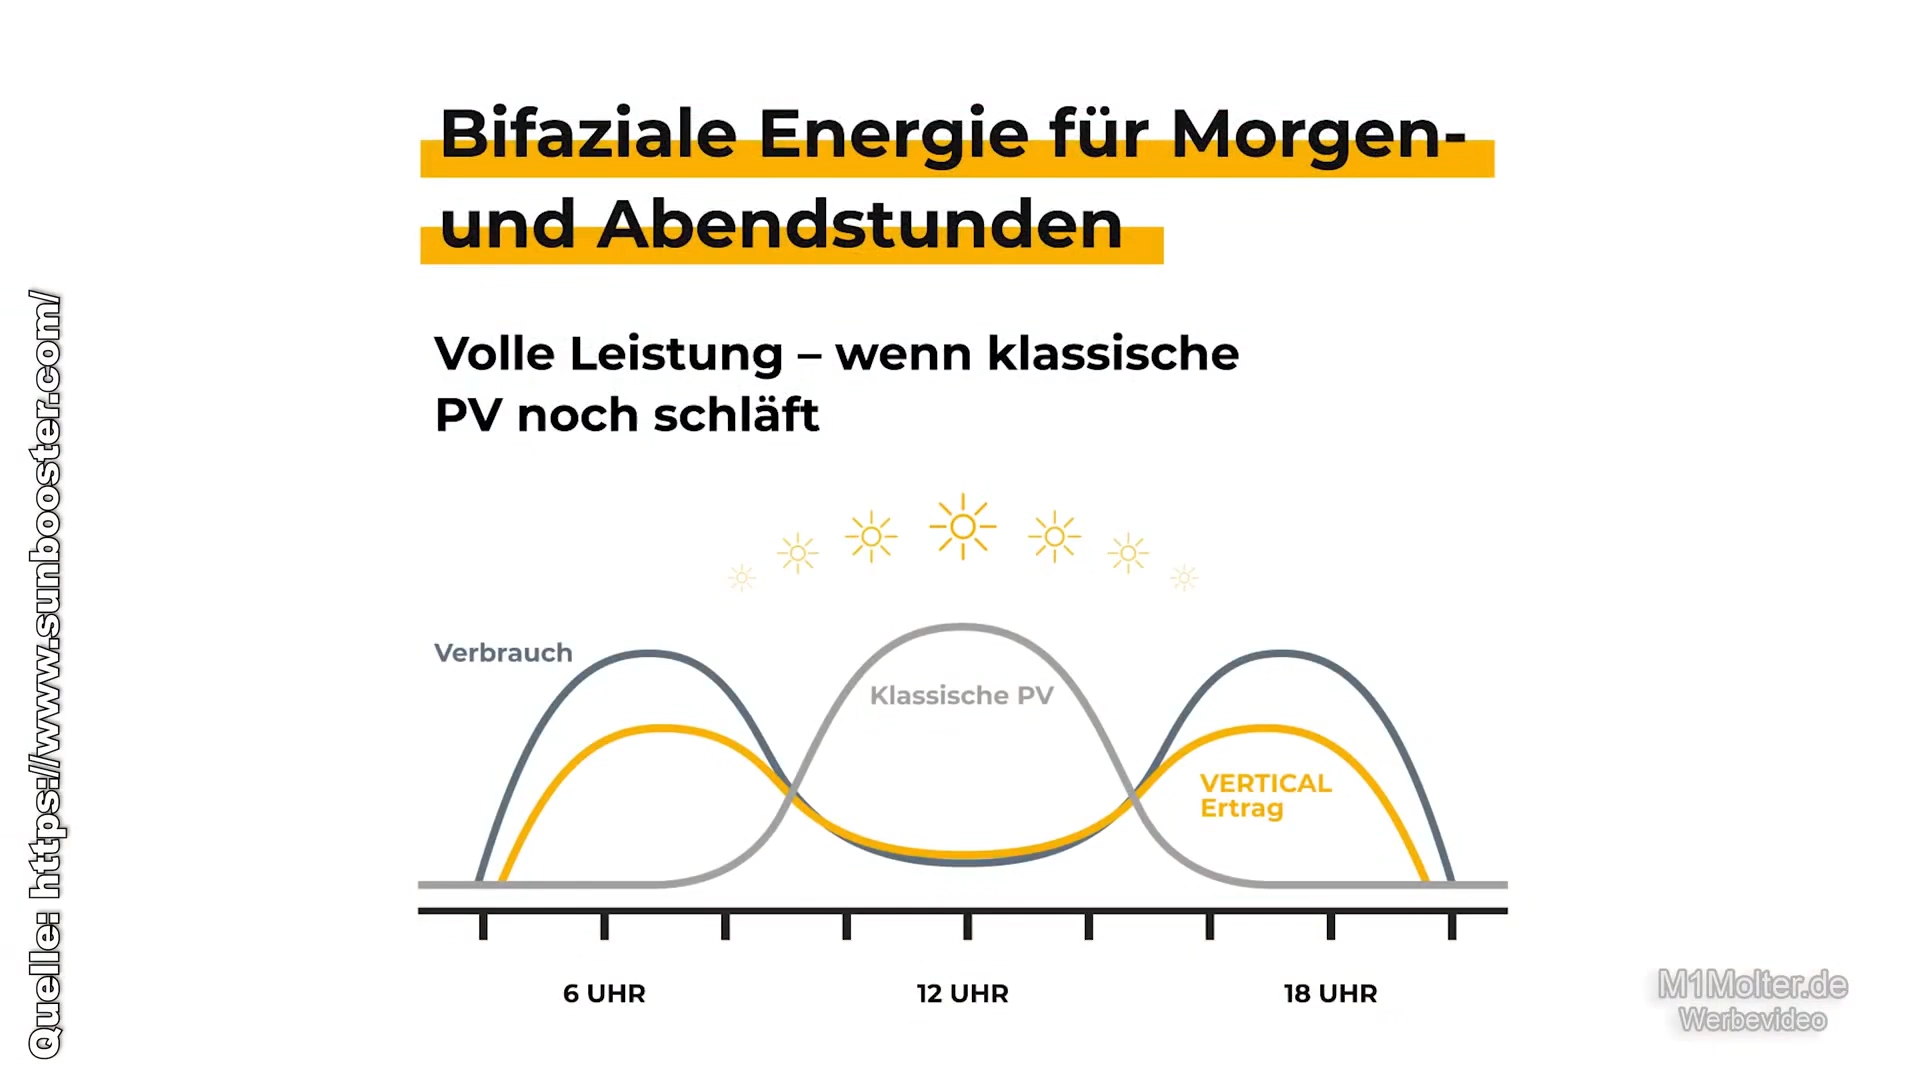 Bifaziale Energie für Morgen-
und Abendstunden
Volle Leistung – wenn klassische
PV noch schläft
Verbrauch
Klassische PV
VERTICAL
Ertrag
6 UHR
12 UHR
18 UHR
Quelle: https://www.sunbooster.com/
M1Molter.de
Werbevideo